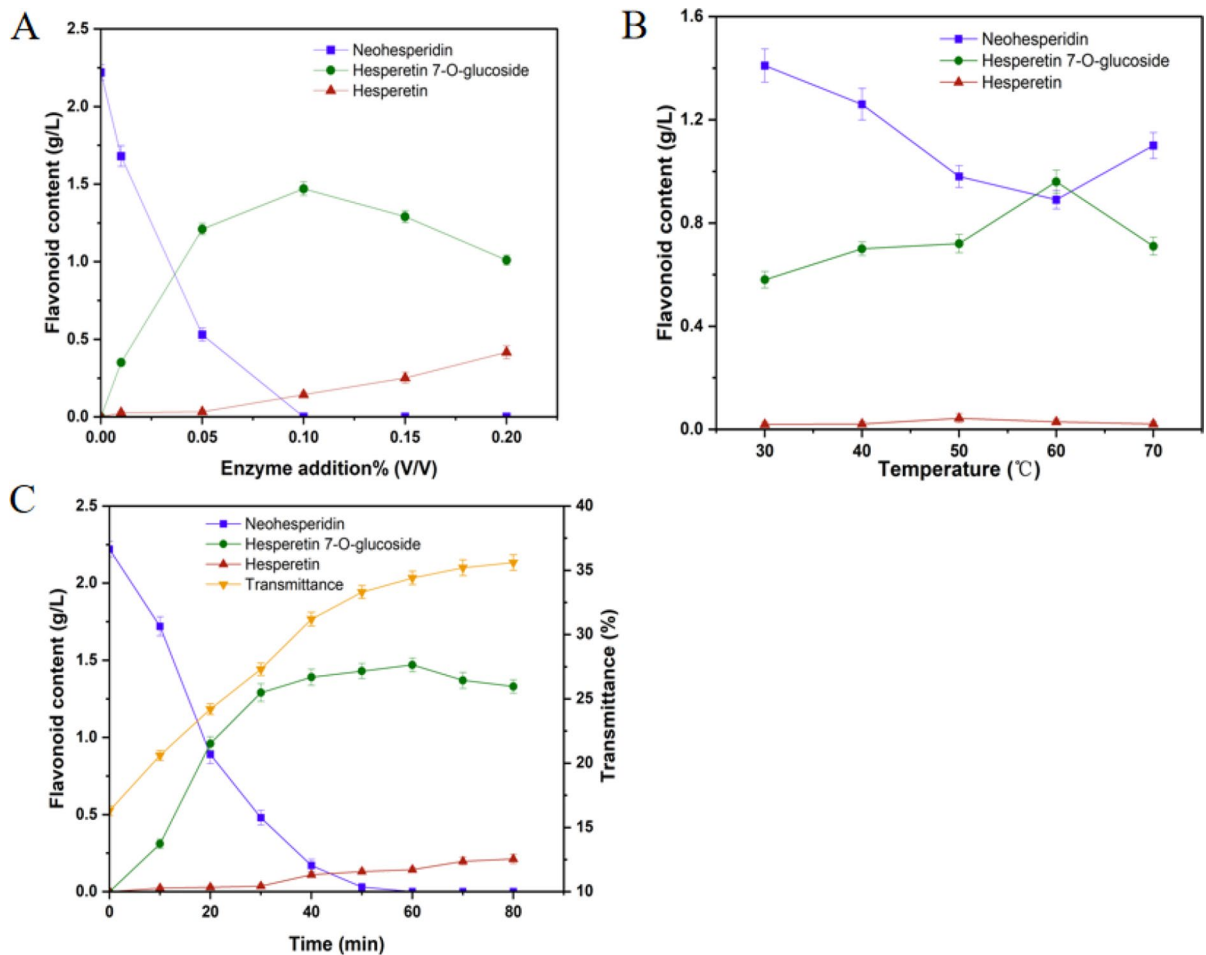 A
Neohesperidin
Hesperetin 7-O-glucoside
Hesperetin
Flavonoid content (g/L)
2.5
2.0
1.5
1.0
0.5
0.0
0.00 0.05 0.10 0.15 0.20
Enzyme addition% (V/V)
B
Neohesperidin
Hesperetin 7-O-glucoside
Hesperetin
Flavonoid content (g/L)
1.6
1.2
0.8
0.4
0.0
30 40 50 60 70
Temperature (℃)
C
Neohesperidin
Hesperetin 7-O-glucoside
Hesperetin
Transmittance
Flavonoid content (g/L)
2.5
2.0
1.5
1.0
0.5
0.0
40
35
30
25
20
15
10
Transmittance (%)
0 20 40 60 80
Time (min)